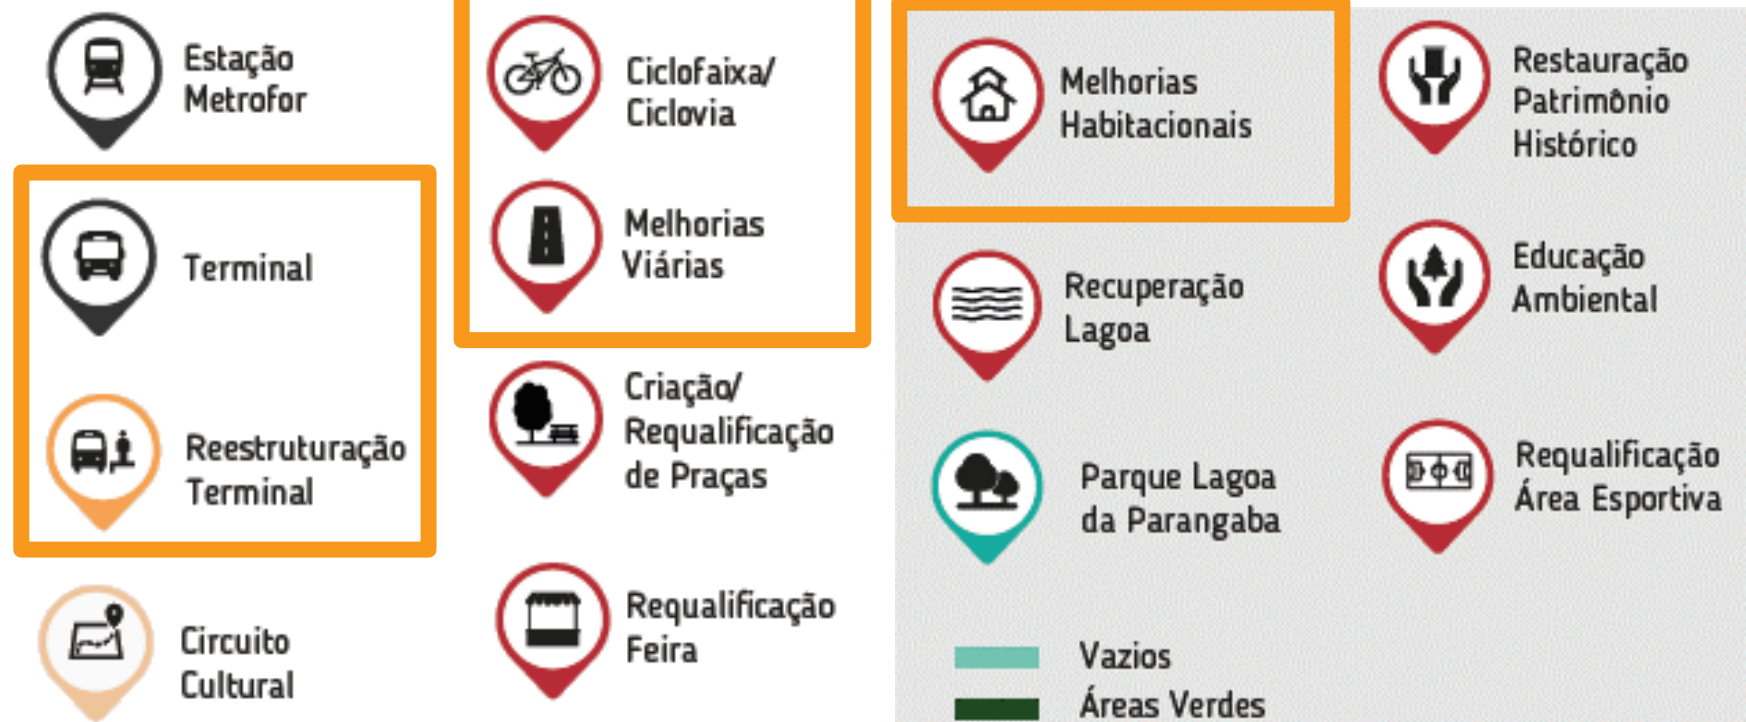 Estação
Metrofor
Terminal
Reestruturação
Terminal
Circuito
Cultural
Ciclofaixa/
Ciclovia
Melhorias
Viárias
Criação/
Requalificação
de Praças
Requalificação
Feira
Melhorias
Habitacionais
Recuperação
Lagoa
Parque Lagoa
da Parangaba
Vazios
Áreas Verdes
Restauração
Patrimônio
Histórico
Educação
Ambiental
Requalificação
Área Esportiva